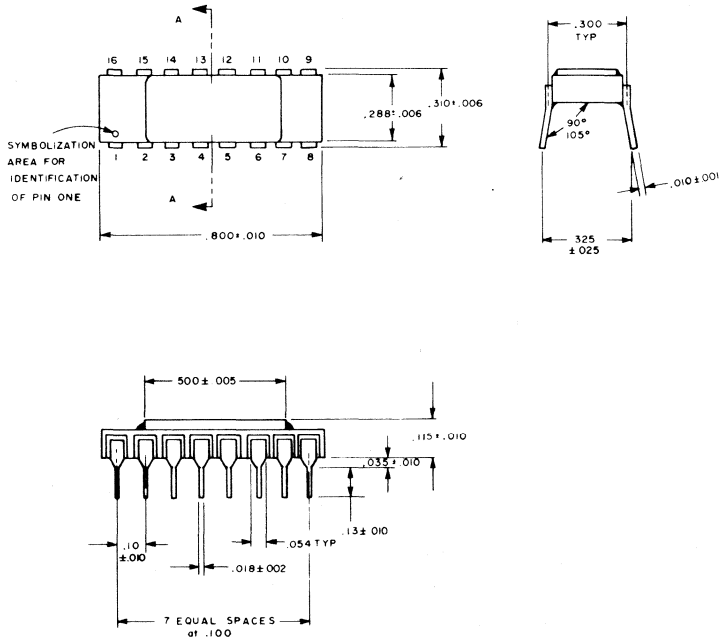 A
16 15 14 13 12 11 10 9
.288±.006
.310±.006
SYMBOLIZATION
AREA FOR
IDENTIFICATION
OF PIN ONE
1 2 3 4 5 6 7 8
A
.800±.010
.300
TYP
90°
105°
.010±001
325
±025
500±.005
.115±.010
.035±.010
.13±010
.10
±.010
.054 TYP
.018±002
7 EQUAL SPACES
at .100